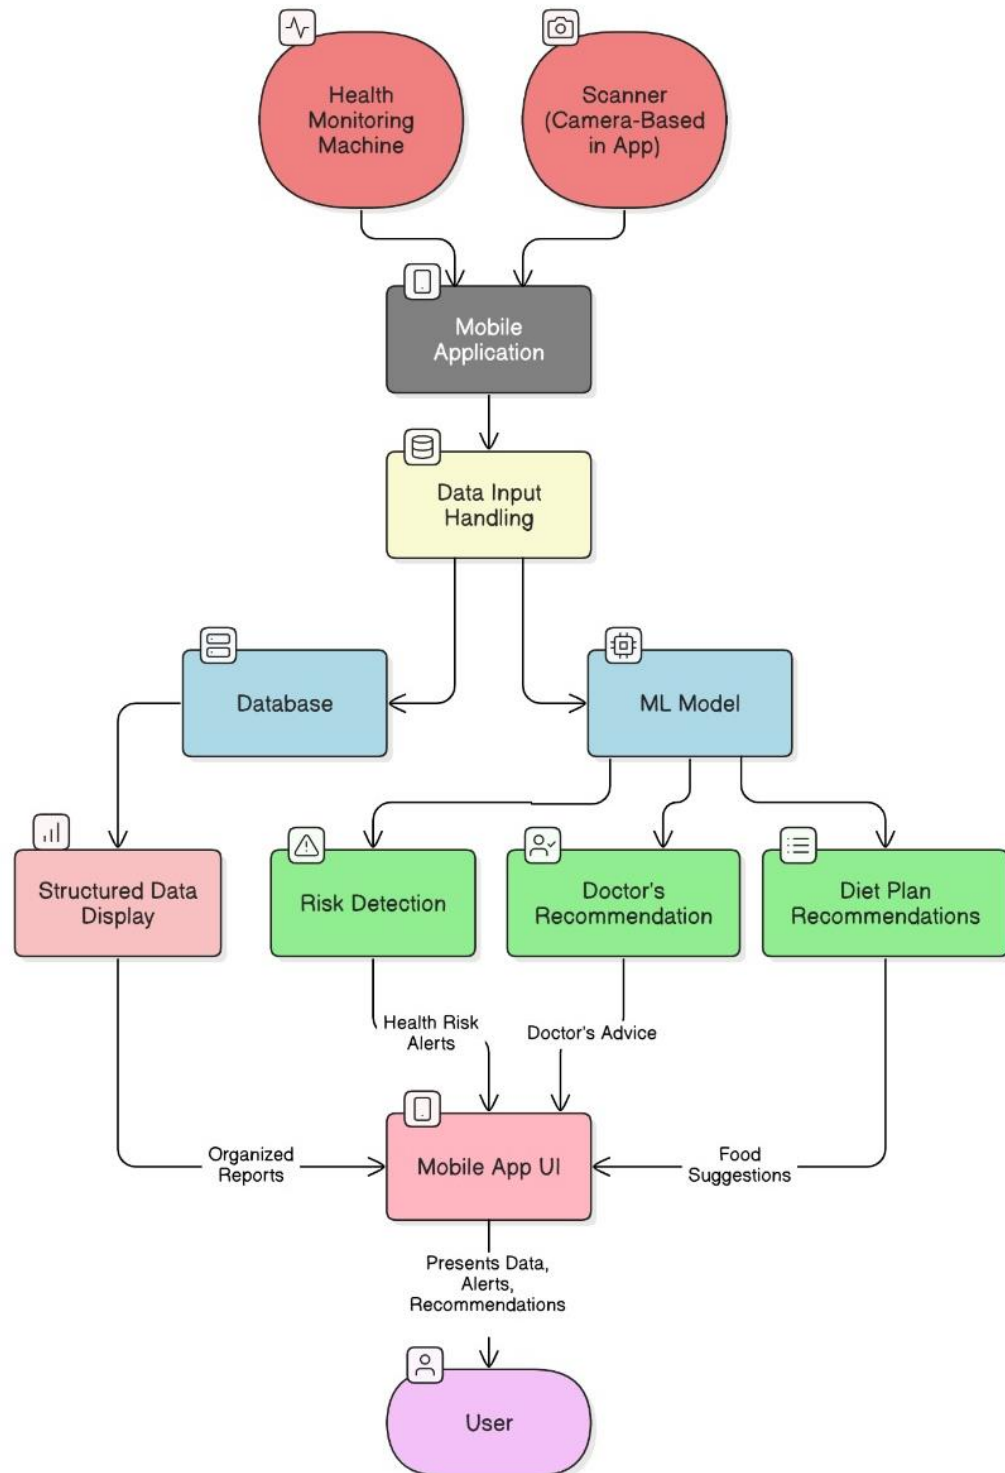 Health
Monitoring
Machine
Scanner
(Camera-Based
in App)
Mobile
Application
Data Input
Handling
Database
ML Model
Structured Data
Display
Risk Detection
Doctor's
Recommendation
Diet Plan
Recommendations
Health Risk
Alerts
Doctor's Advice
Organized
Reports
Mobile App UI
Food
Suggestions
Presents Data,
Alerts,
Recommendations
User